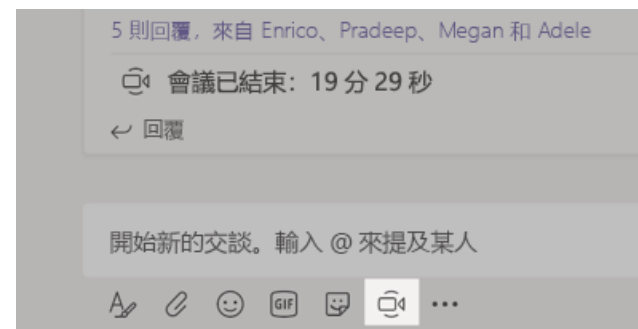 5 則回覆，來自 Enrico、Pradeep、Megan 和 Adele
會議已結束：19 分 29 秒
回覆
開始新的交談。輸入 @ 來提及某人
GIF